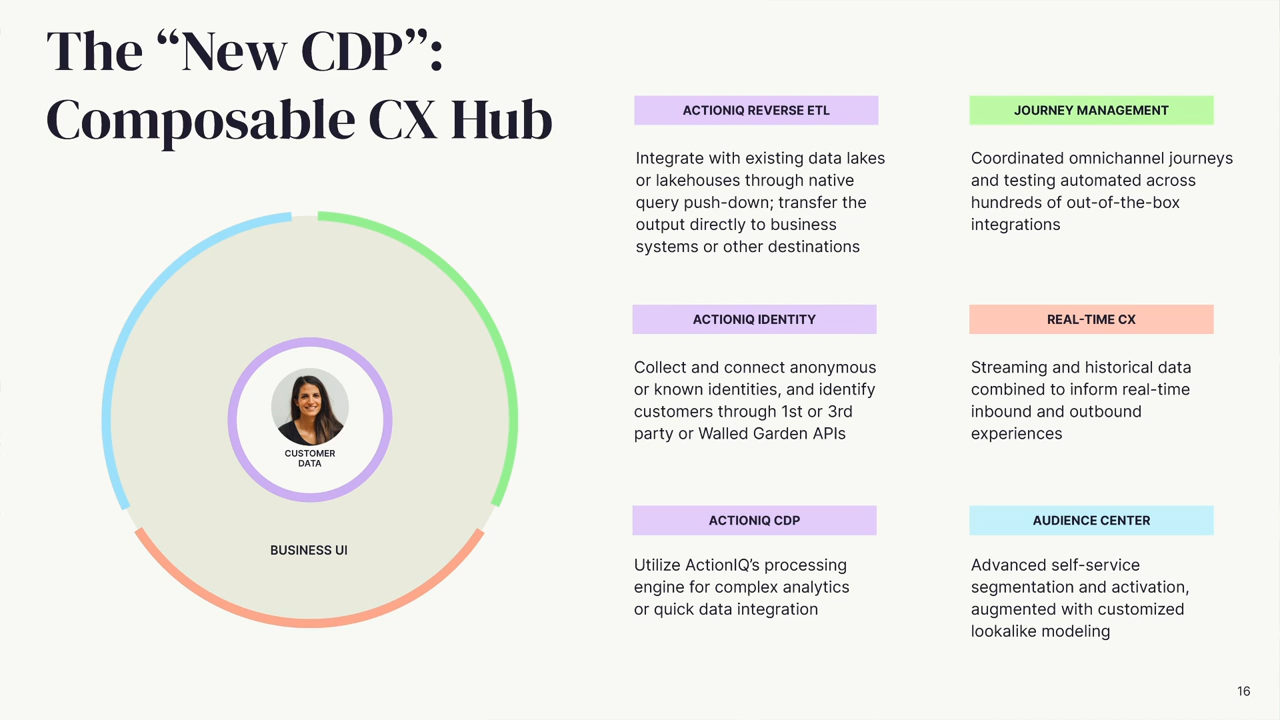 The “New CDP”:
Composable CX Hub
CUSTOMER
DATA
BUSINESS UI
ACTIONIQ REVERSE ETL
Integrate with existing data lakes
or lakehouses through native
query push-down; transfer the
output directly to business
systems or other destinations
JOURNEY MANAGEMENT
Coordinated omnichannel journeys
and testing automated across
hundreds of out-of-the-box
integrations
ACTIONIQ IDENTITY
Collect and connect anonymous
or known identities, and identify
customers through 1st or 3rd
party or Walled Garden APIs
REAL-TIME CX
Streaming and historical data
combined to inform real-time
inbound and outbound
experiences
ACTIONIQ CDP
Utilize ActionIQ’s processing
engine for complex analytics
or quick data integration
AUDIENCE CENTER
Advanced self-service
segmentation and activation,
augmented with customized
lookalike modeling
16